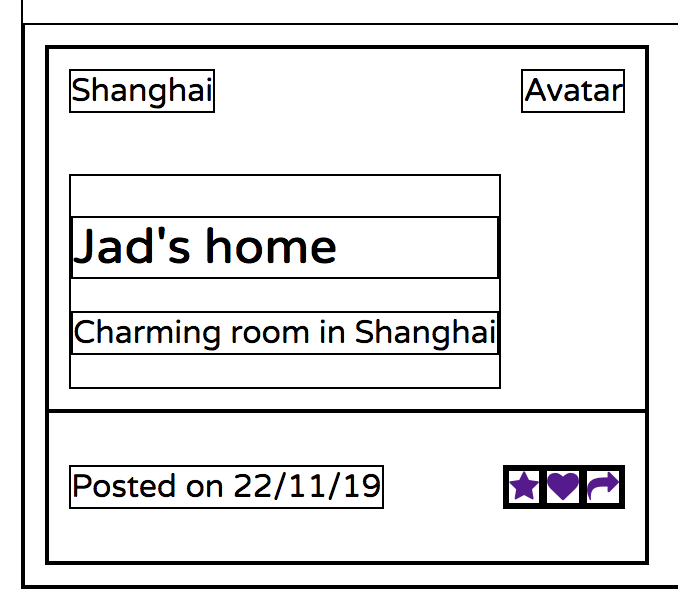 Shanghai
Avatar
Jad's home
Charming room in Shanghai
Posted on 22/11/19